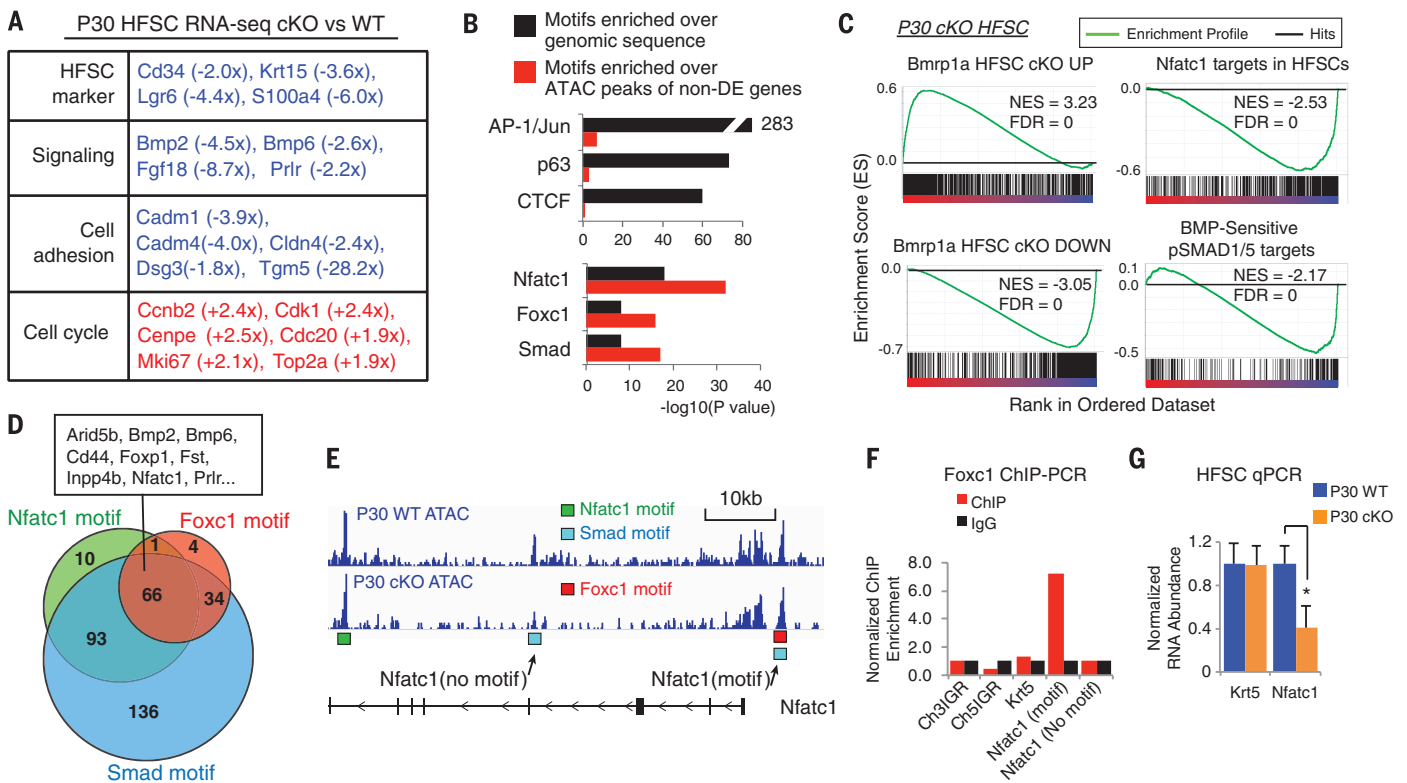 A
P30 HFSC RNA-seq cKO vs WT
HFSC
marker
Cd34 (-2.0x), Krt15 (-3.6x),
Lgr6 (-4.4x), S100a4 (-6.0x)
Signaling
Bmp2 (-4.5x), Bmp6 (-2.6x),
Fgf18 (-8.7x), Prlr (-2.2x)
Cell
adhesion
Cadm1 (-3.9x),
Cadm4(-4.0x), Cldn4(-2.4x),
Dsg3(-1.8x), Tgm5 (-28.2x)
Cell cycle
Ccnb2 (+2.4x), Cdk1 (+2.4x),
Cenpe (+2.5x), Cdc20 (+1.9x),
Mki67 (+2.1x), Top2a (+1.9x)
B
Motifs enriched over
genomic sequence
Motifs enriched over
ATAC peaks of non-DE genes
AP-1/Jun
283
p63
CTCF
0 20 40 60 80
Nfatc1
Foxc1
Smad
0 10 20 30 40
-log10(P value)
C
P30 cKO HFSC
Enrichment Profile
Hits
Bmrp1a HFSC cKO UP
0.6
0.0
NES = 3.23
FDR = 0
Nfatc1 targets in HFSCs
0.0
-0.6
NES = -2.53
FDR = 0
Bmrp1a HFSC cKO DOWN
0.0
-0.7
NES = -3.05
FDR = 0
BMP-Sensitive
pSMAD1/5 targets
0.1
0.0
-0.5
NES = -2.17
FDR = 0
Enrichment Score (ES)
Rank in Ordered Dataset
D
Arid5b, Bmp2, Bmp6,
Cd44, Foxp1, Fst,
Inpp4b, Nfatc1, Prlr...
Nfatc1 motif
Foxc1 motif
10
1
4
66
34
93
136
Smad motif
E
P30 WT ATAC
Nfatc1 motif
Smad motif
10kb
P30 cKO ATAC
Foxc1 motif
Nfatc1(no motif)
Nfatc1(motif)
Nfatc1
F
Foxc1 ChIP-PCR
ChIP
IgG
Normalized ChIP
Enrichment
8.0
6.0
4.0
2.0
0.0
Ch3IGR
Ch5IGR
Krt5
Nfatc1 (motif)
Nfatc1 (No motif)
G
HFSC qPCR
P30 WT
P30 cKO
Normalized
RNA Abundance
1.2
0.8
0.4
0
*
Krt5 Nfatc1